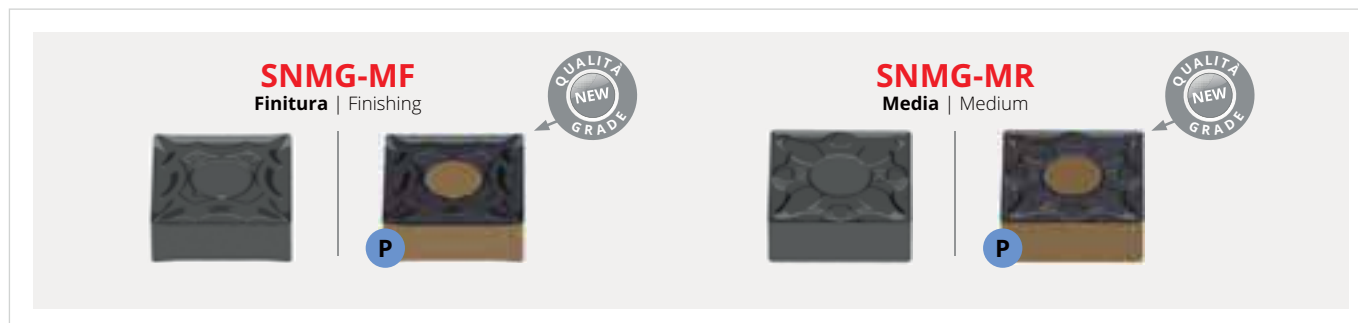 SNMG-MF
Finitura | Finishing
QUALITÀ
NEW
GRADE
P
SNMG-MR
Media | Medium
QUALITÀ
NEW
GRADE
P